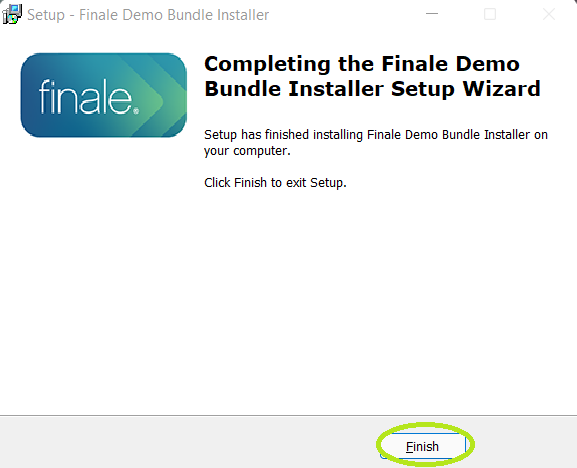 Setup - Finale Demo Bundle Installer
finale.®
Completing the Finale Demo
Bundle Installer Setup Wizard
Setup has finished installing Finale Demo Bundle Installer on
your computer.
Click Finish to exit Setup.
Finish